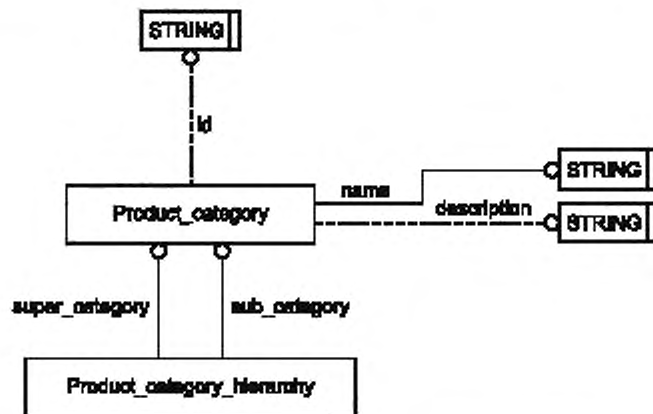 STRING
id
name
STRING
Product_category
description
STRING
super_category
sub_category
Product_category_hierarchy